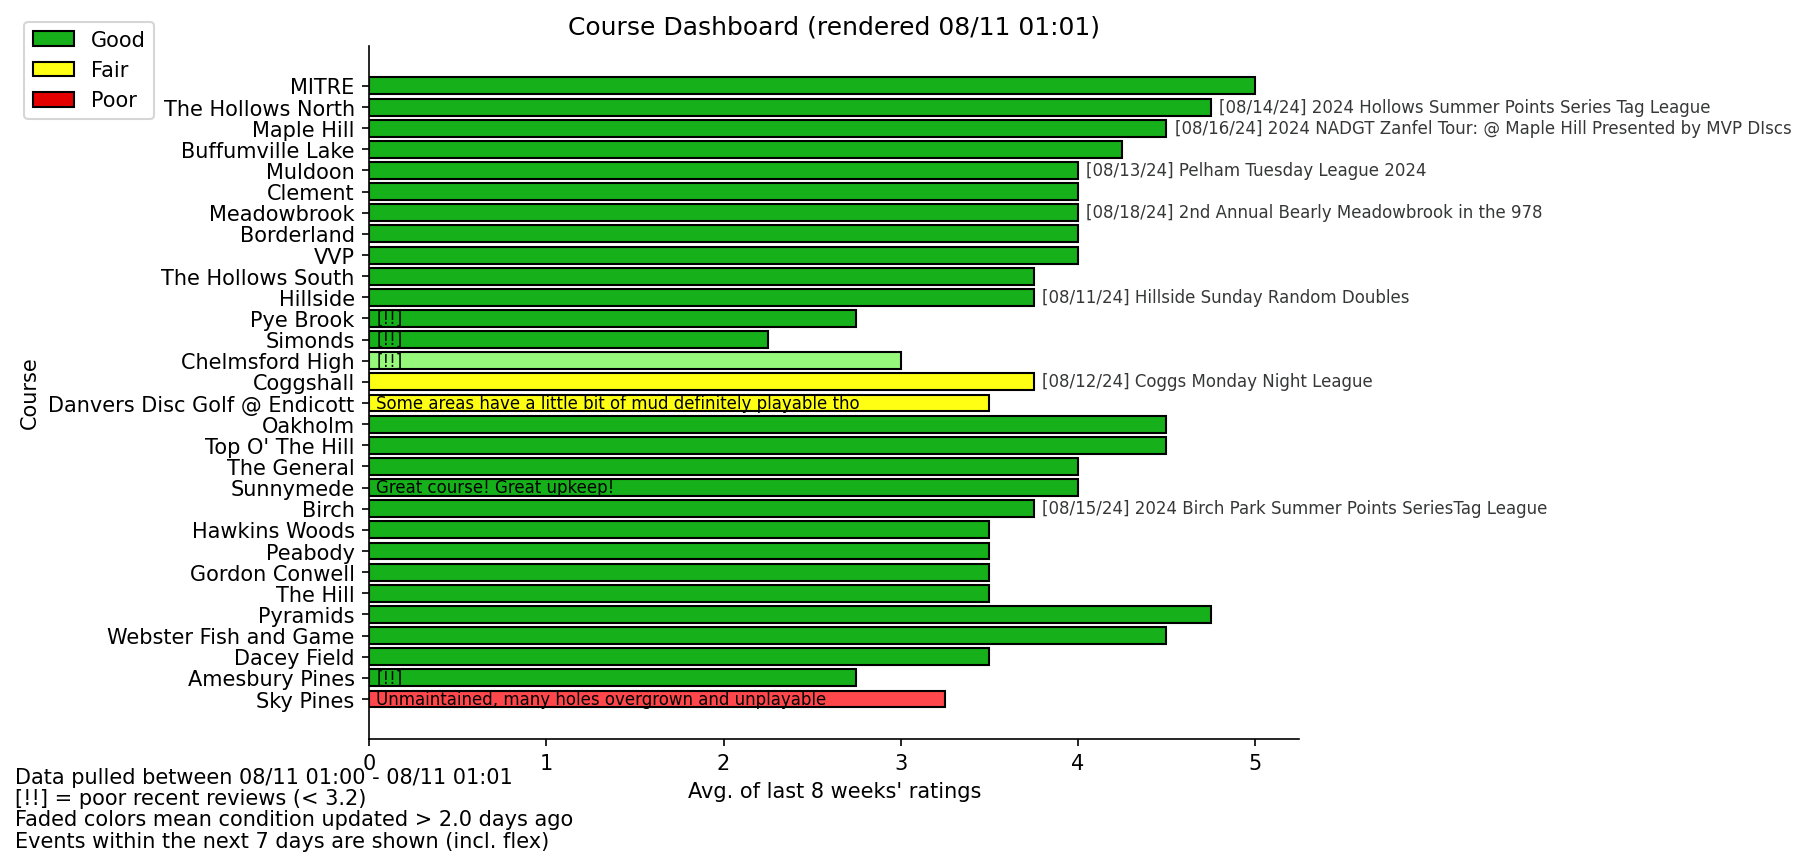 Course Dashboard (rendered 08/11 01:01)
Good
Fair
Poor
Course
MITRE
The Hollows North [08/14/24] 2024 Hollows Summer Points Series Tag League
Maple Hill [08/16/24] 2024 NADGT Zanfel Tour: @ Maple Hill Presented by MVP DIscs
Buffumville Lake
Muldoon [08/13/24] Pelham Tuesday League 2024
Clement
Meadowbrook [08/18/24] 2nd Annual Bearly Meadowbrook in the 978
Borderland
VVP
The Hollows South
Hillside [08/11/24] Hillside Sunday Random Doubles
Pye Brook [!!]
Simonds [!!]
Chelmsford High [!!]
Coggshall [08/12/24] Coggs Monday Night League
Danvers Disc Golf @ Endicott Some areas have a little bit of mud definitely playable tho
Oakholm
Top O' The Hill
The General
Sunnymede Great course! Great upkeep!
Birch [08/15/24] 2024 Birch Park Summer Points SeriesTag League
Hawkins Woods
Peabody
Gordon Conwell
The Hill
Pyramids
Webster Fish and Game
Dacey Field
Amesbury Pines [!!]
Sky Pines Unmaintained, many holes overgrown and unplayable
0 1 2 3 4 5
Avg. of last 8 weeks' ratings
Data pulled between 08/11 01:00 - 08/11 01:01
[!!] = poor recent reviews (< 3.2)
Faded colors mean condition updated > 2.0 days ago
Events within the next 7 days are shown (incl. flex)